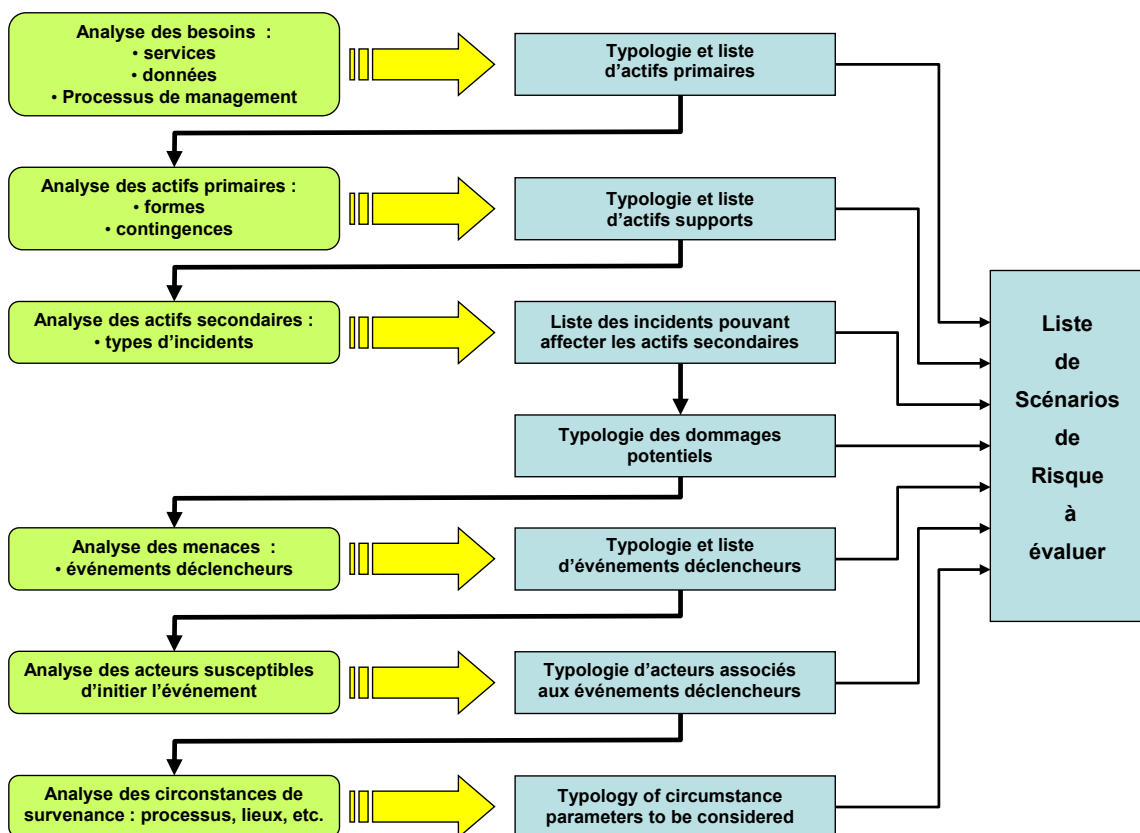 Analyse des besoins :
• services
• données
• Processus de management
Typologie et liste
d'actifs primaires
Analyse des actifs primaires :
• formes
• contingences
Typologie et liste
d'actifs supports
Analyse des actifs secondaires :
• types d'incidents
Liste des incidents pouvant
affecter les actifs secondaires
Typologie des dommages
potentiels
Analyse des menaces :
• événements déclencheurs
Typologie et liste
d'événements déclencheurs
Analyse des acteurs susceptibles
d'initier l'événement
Typologie d'acteurs associés
aux événements déclencheurs
Analyse des circonstances de
survenance : processus, lieux, etc.
Typology of circumstance
parameters to be considered
Liste
de
Scénarios
de
Risque
à
évaluer